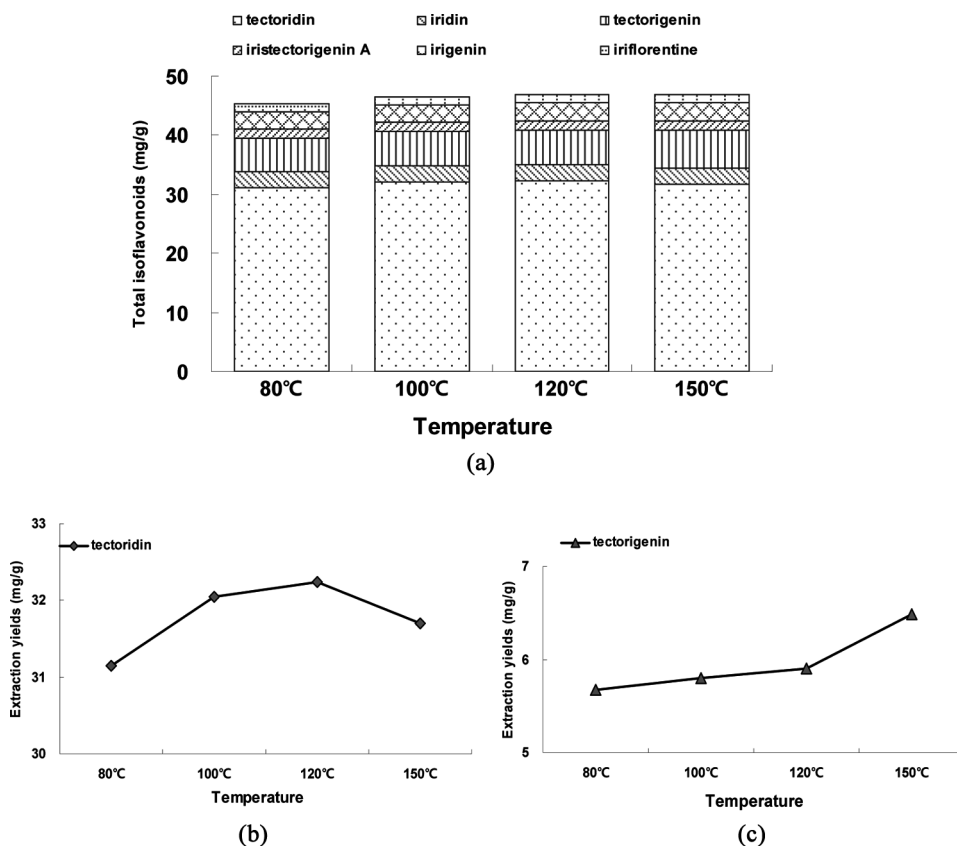 tectoridin iridin tectorigenin
iristectorigenin A irigenin iriflorentine
Total isoflavonoids (mg/g)
50
40
30
20
10
0
80℃ 100℃ 120℃ 150℃
Temperature
(a)
Extraction yields (mg/g)
33
32
31
30
tectoridin
80℃ 100℃ 120℃ 150℃
Temperature
(b)
Extraction yields (mg/g)
7
6
5
tectorigenin
80℃ 100℃ 120℃ 150℃
Temperature
(c)